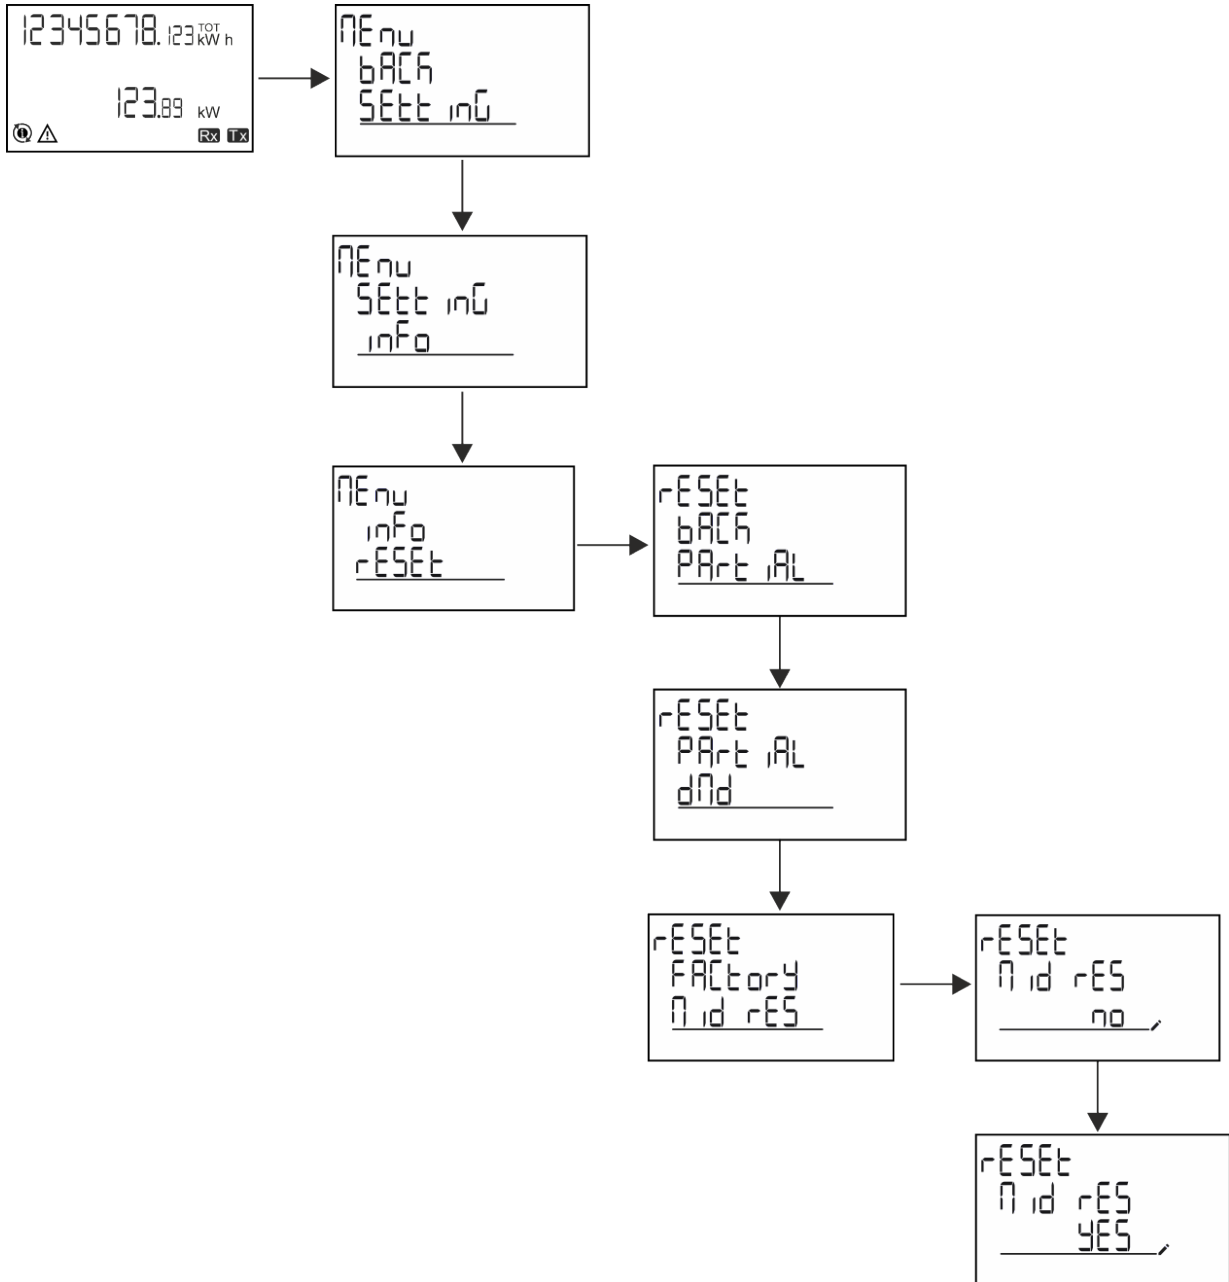 12345678.123 TOT kWh
123.89 kW
Rx Tx
MEnu
bACk
SEtt inG
MEnu
SEtt inG
inFo
MEnu
inFo
rESEt
rESEt
bACk
PArt iAL
rESEt
PArt iAL
dMd
rESEt
FACtory
Mid rES
rESEt
Mid rES
no
rESEt
Mid rES
yES